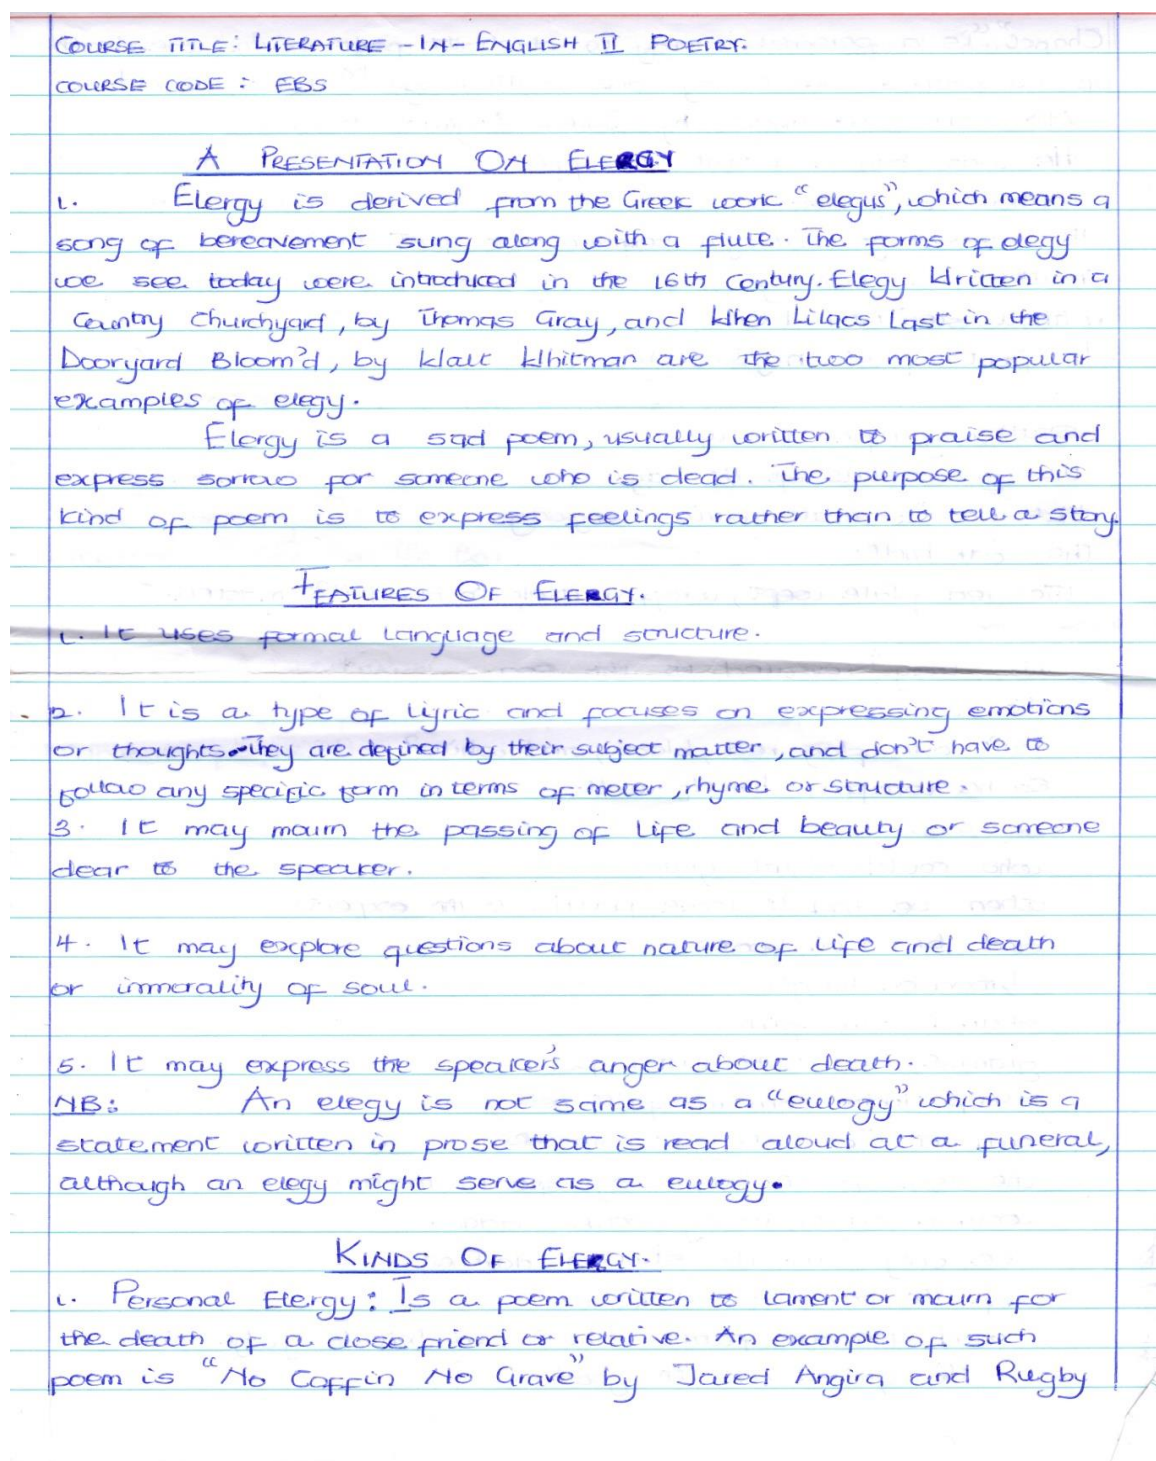 COURSE TITLE: LITERATURE -IN- ENGLISH II POETRY.
COURSE CODE: EBS
A PRESENTATION ON ELERGY
1. Elergy is derived from the Greek work "elegus", which means a
song of bereavement sung along with a flute. The forms of elegy
we see today were introduced in the 16th Century. Elegy Written in a
Country Churchyard, by Thomas Gray, and When Lilacs Last in the
Dooryard Bloom'd, by Walt Whitman are the two most popular
examples of elegy.
Elergy is a sad poem, usually written to praise and
express sorrow for someone who is dead. The purpose of this
kind of poem is to express feelings rather than to tell a story.
FEATURES OF ELERGY.
1. It uses formal language and structure.
2. It is a type of lyric and focuses on expressing emotions
or thoughts. They are defined by their subject matter, and don't have to
follow any specific form in terms of meter, rhyme or structure.
3. It may mourn the passing of life and beauty or someone
dear to the speaker.
4. It may explore questions about nature of life and death
or immorality of soul.
5. It may express the speaker's anger about death.
NB: An elegy is not same as a "eulogy" which is a
statement written in prose that is read aloud at a funeral,
although an elegy might serve as a eulogy.
KINDS OF ELERGY.
1. Personal Elergy: Is a poem written to lament or mourn for
the death of a close friend or relative. An example of such
poem is "No Coffin No Grave" by Jared Angira and Rugby